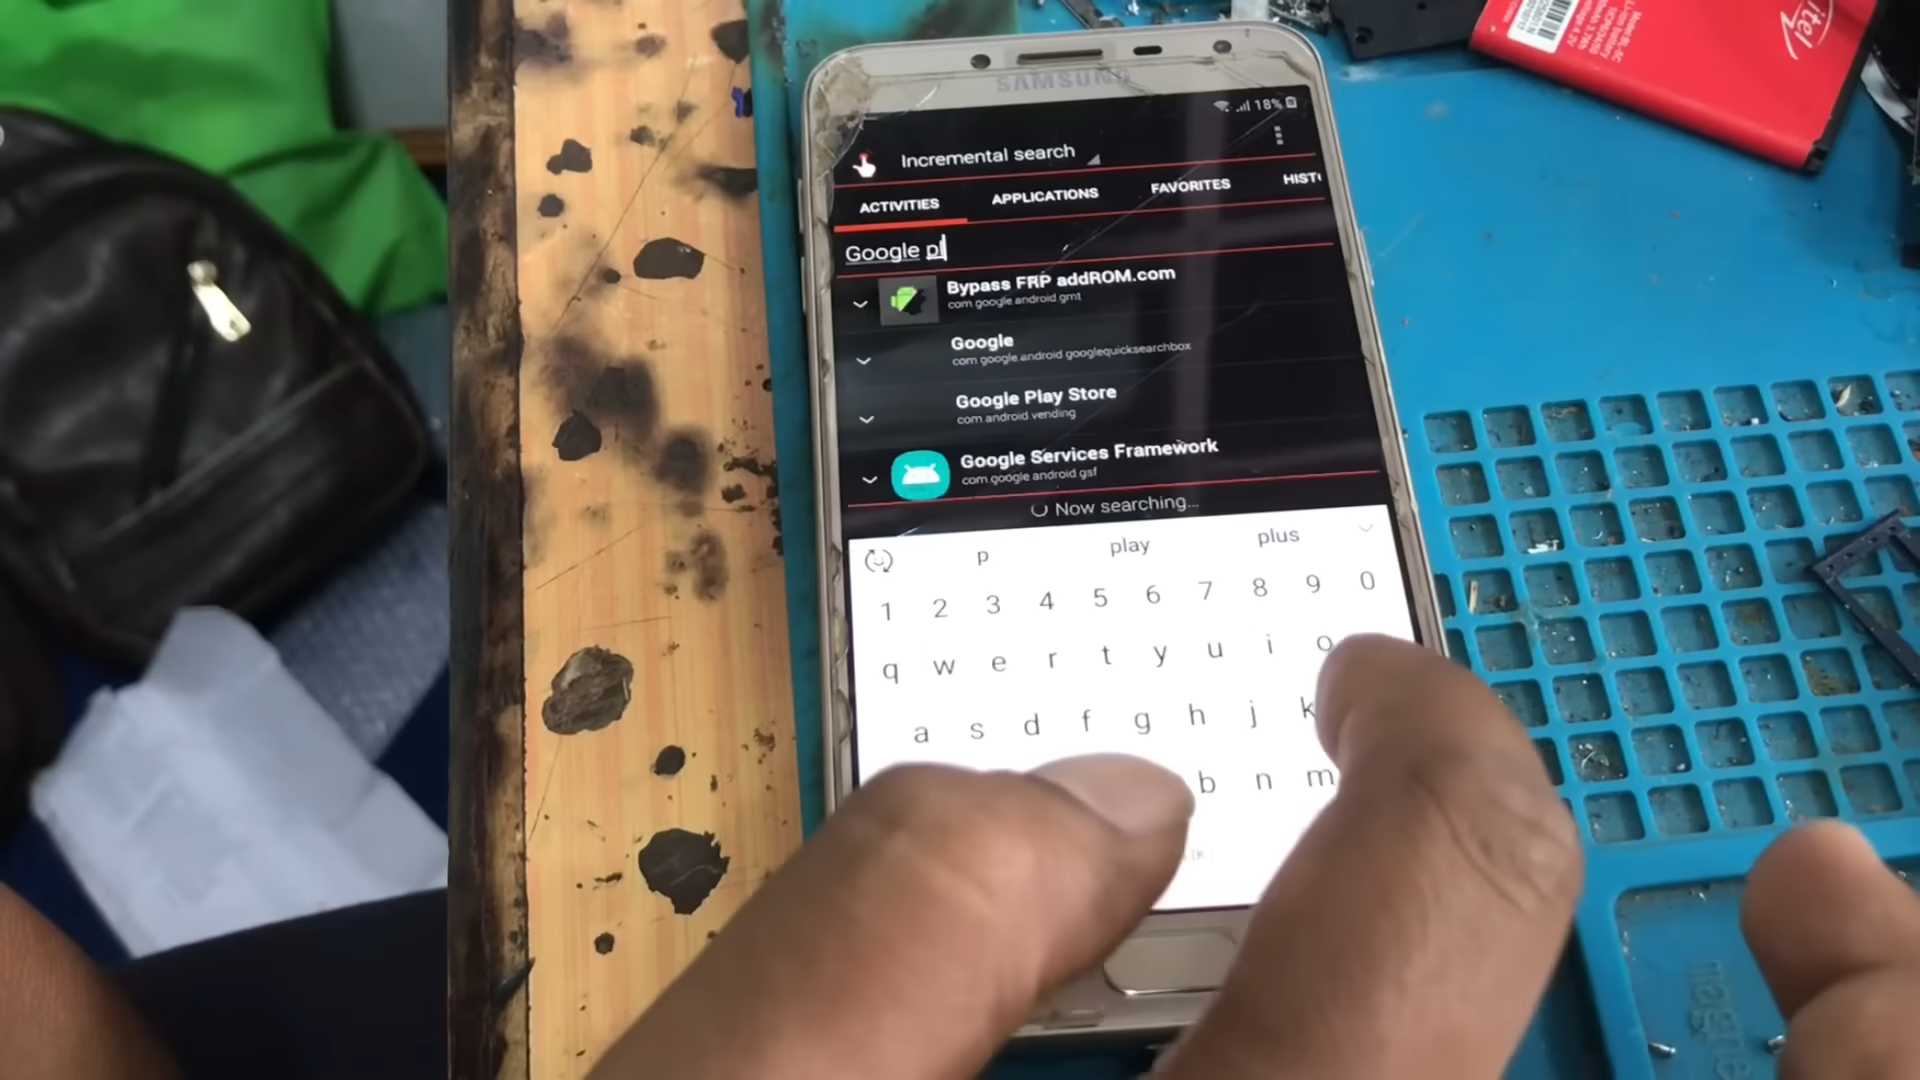 SAMSUNG
18%
Incremental search
ACTIVITIES
APPLICATIONS
FAVORITES
Google pl
Bypass FRP addROM.com
com.google.android.gmt
Google
com.google.android.googlequicksearchbox
Google Play Store
com.android.vending
Google Services Framework
com.google.android.gsf
Now searching...
p play plus
1 2 3 4 5 6 7 8 9 0
q w e r t y u i o
a s d f g h j k
b n m
itel